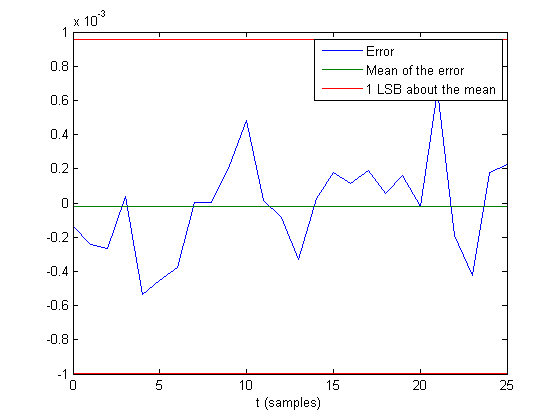 x 10-3
1
0.8
0.6
0.4
0.2
0
-0.2
-0.4
-0.6
-0.8
-1
Error
Mean of the error
1 LSB about the mean
0 5 10 15 20 25
t (samples)